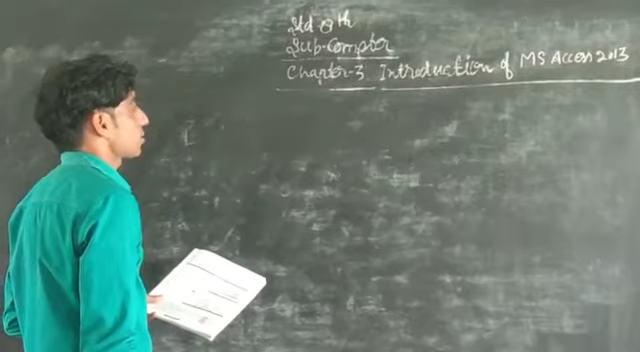 Std 8th
Sub-Compter
Chapter-3 Introduction of MS Access 2013